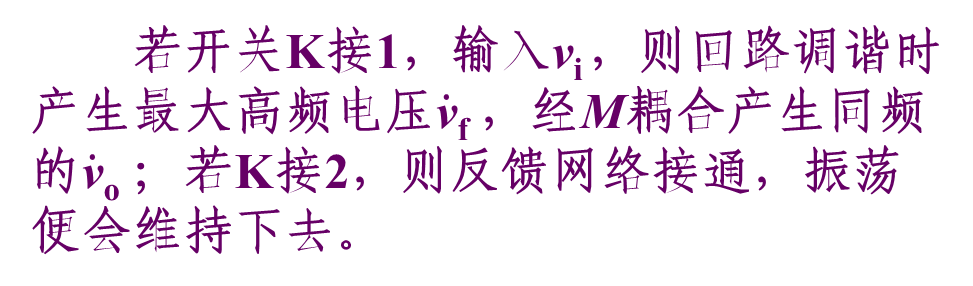 若开关K接1，输入vi，则回路调谐时
产生最大高频电压v̇f，经M耦合产生同频
的v̇o；若K接2，则反馈网络接通，振荡
便会维持下去。